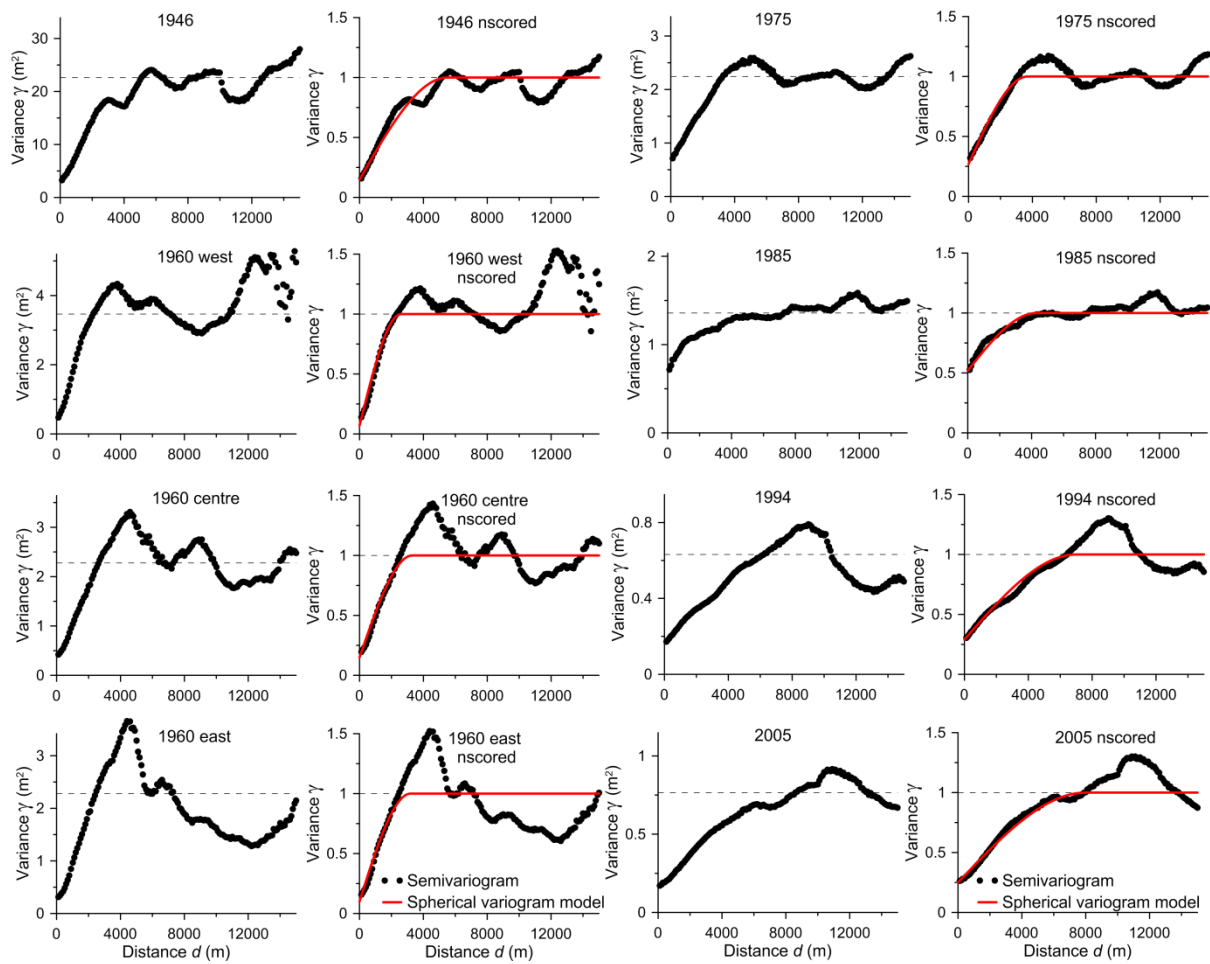 1946
Variance γ (m²)
30
20
10
0
0 4000 8000 12000
1946 nscored
Variance γ
1.5
1
0.5
0
0 4000 8000 12000
1975
Variance γ (m²)
3
2
1
0
0 4000 8000 12000
1975 nscored
Variance γ
1.5
1
0.5
0
0 4000 8000 12000
1960 west
Variance γ (m²)
4
2
0
0 4000 8000 12000
1960 west
nscored
Variance γ
1.5
1
0.5
0
0 4000 8000 12000
1985
Variance γ (m²)
2
1
0
0 4000 8000 12000
1985 nscored
Variance γ
1.5
1
0.5
0
0 4000 8000 12000
1960 centre
Variance γ (m²)
3
2
1
0
0 4000 8000 12000
1960 centre
nscored
Variance γ
1.5
1
0.5
0
0 4000 8000 12000
1994
Variance γ (m²)
0.8
0.4
0
0 4000 8000 12000
1994 nscored
Variance γ
1.5
1
0.5
0
0 4000 8000 12000
1960 east
Variance γ (m²)
3
2
1
0
0 4000 8000 12000
Distance d (m)
1960 east
nscored
Variance γ
1.5
1
0.5
0
Semivariogram
Spherical variogram model
0 4000 8000 12000
Distance d (m)
2005
Variance γ (m²)
1
0.5
0
0 4000 8000 12000
Distance d (m)
2005 nscored
Variance γ
1.5
1
0.5
0
Semivariogram
Spherical variogram model
0 4000 8000 12000
Distance d (m)